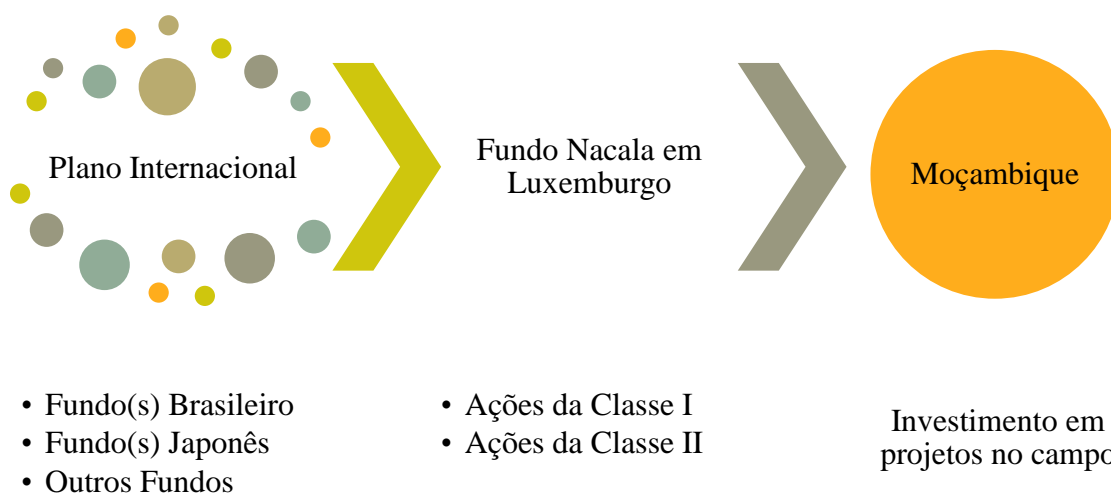 Plano Internacional
Fundo Nacala em
Luxemburgo
Moçambique
• Fundo(s) Brasileiro
• Fundo(s) Japonês
• Outros Fundos
• Ações da Classe I
• Ações da Classe II
Investimento em
projetos no campo